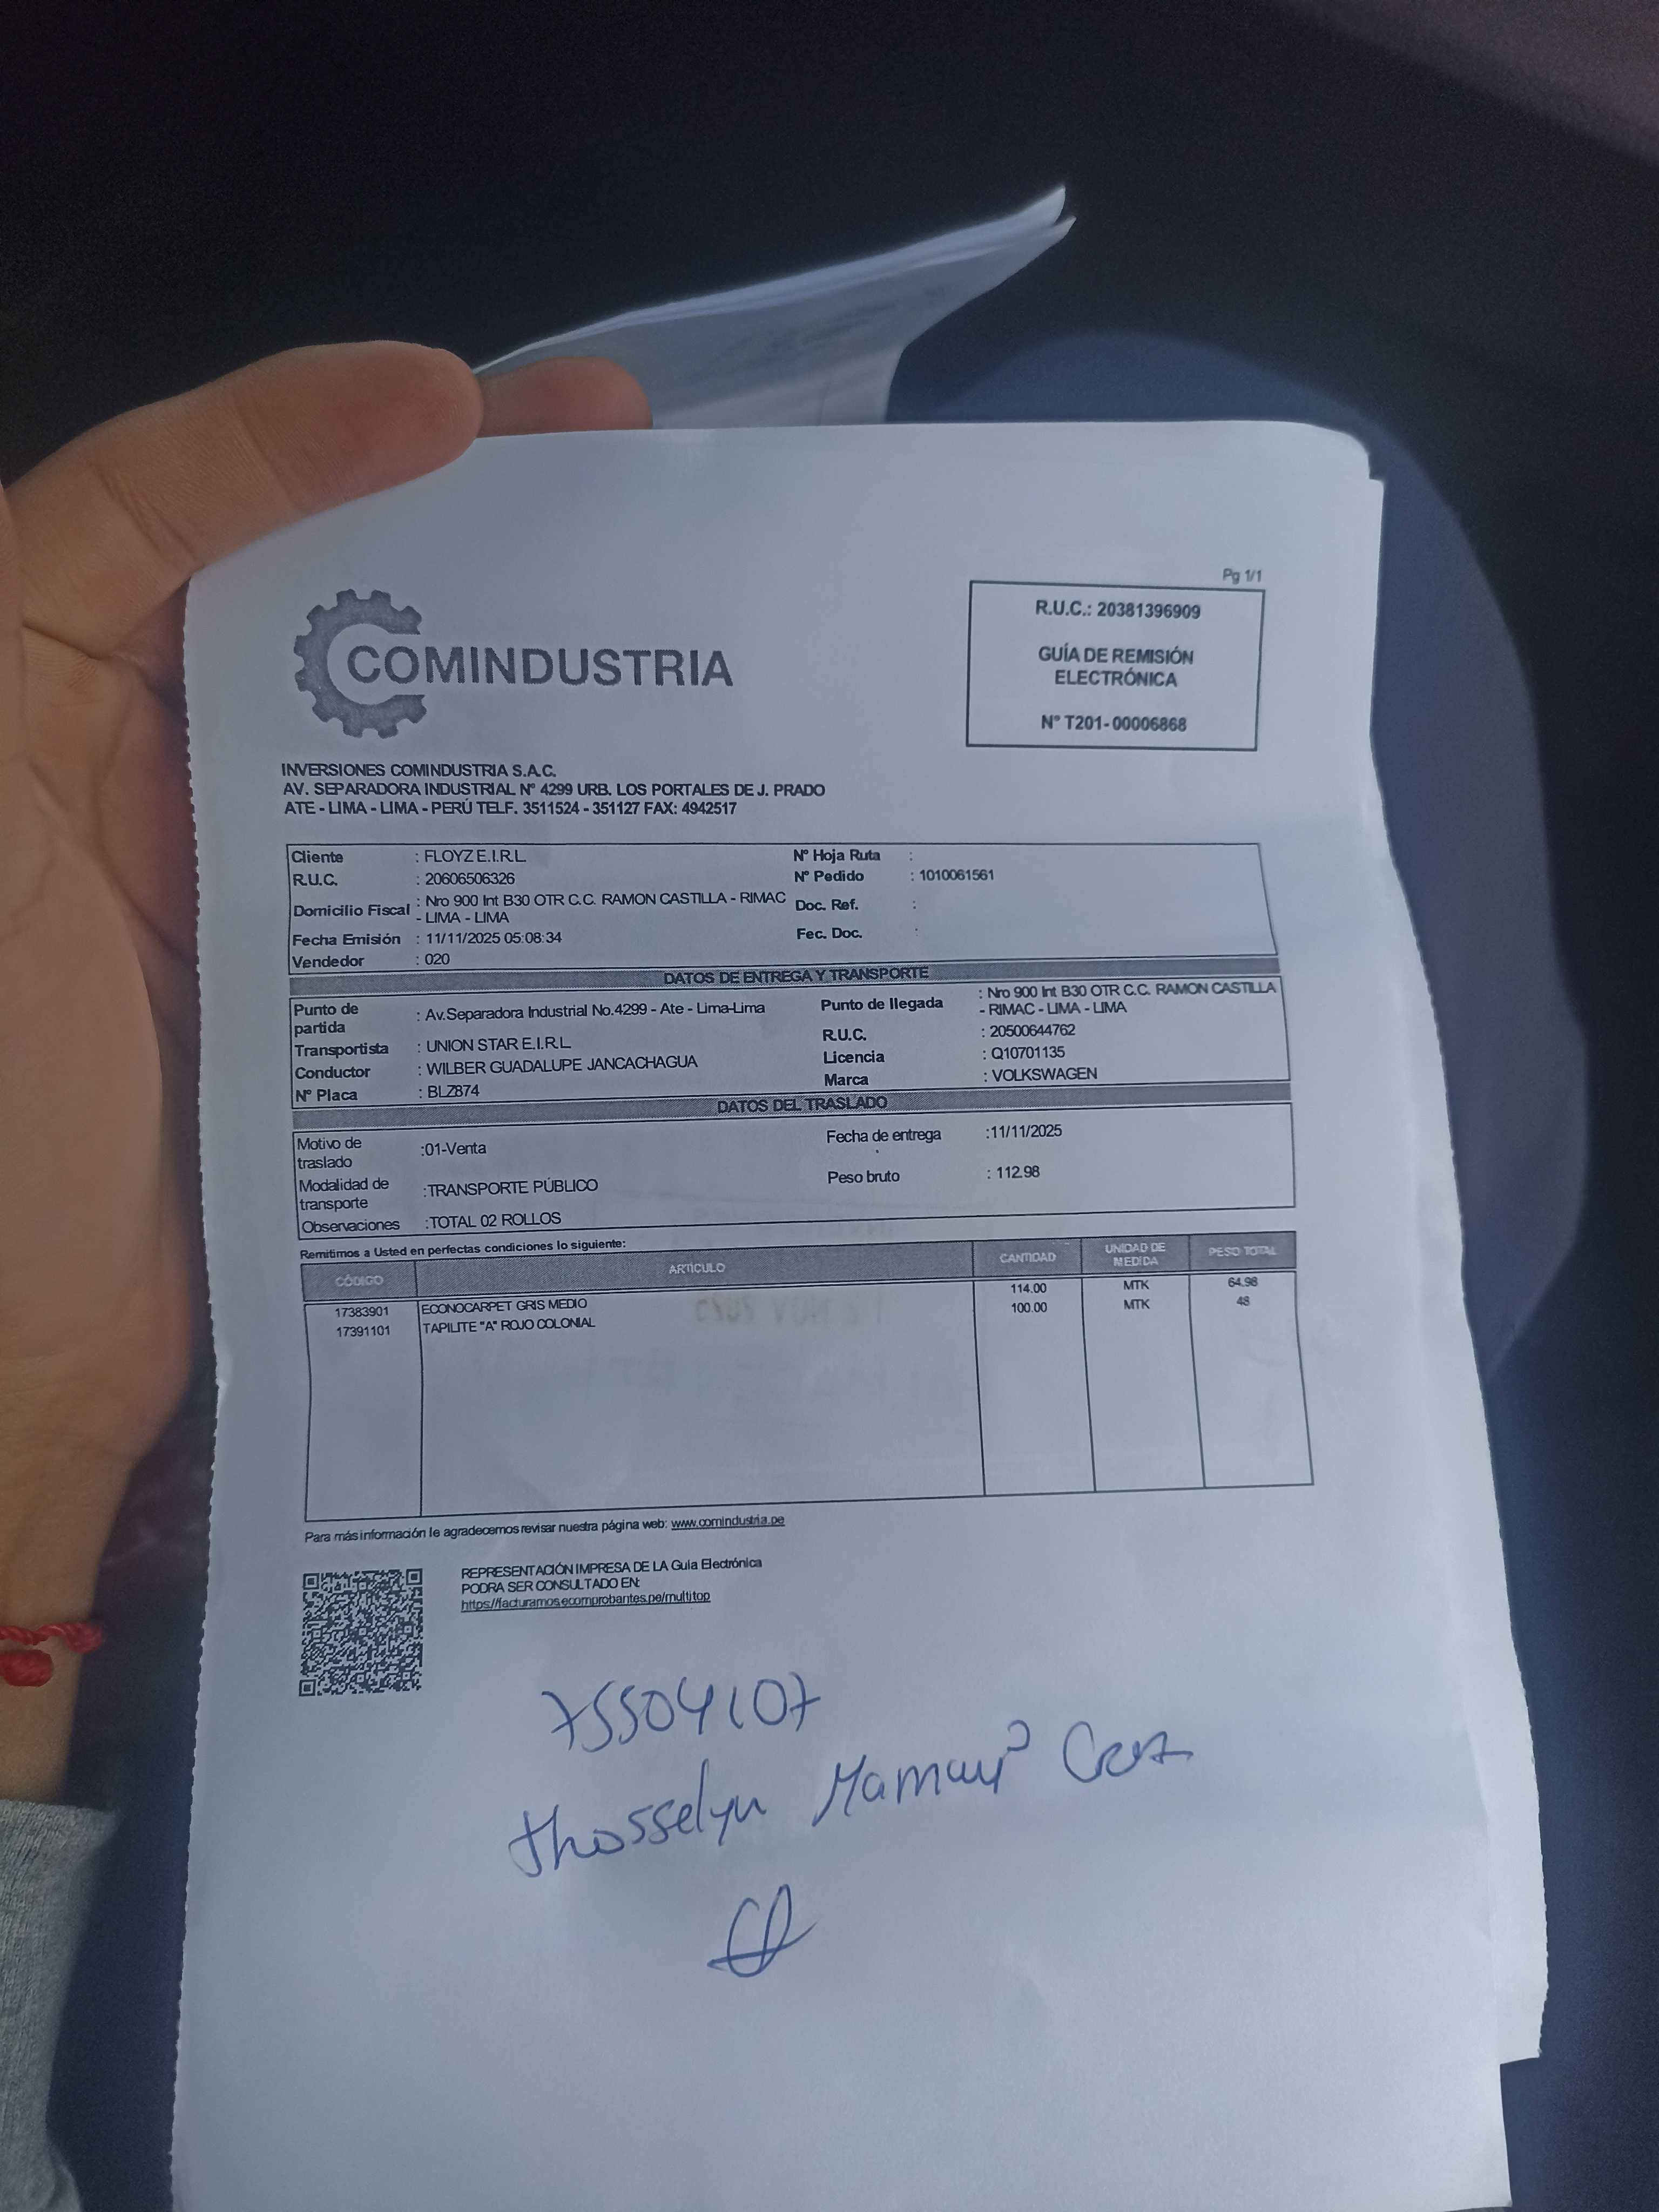 Pg 1/1
COMINDUSTRIA
R.U.C.: 20381396909
GUÍA DE REMISIÓN
ELECTRÓNICA
N° T201-00006868
INVERSIONES COMINDUSTRIA S.A.C.
AV. SEPARADORA INDUSTRIAL N° 4299 URB. LOS PORTALES DE J. PRADO
ATE - LIMA - LIMA - PERÚ TELF. 3511524 - 351127 FAX: 4942517
Cliente : FLOYZ E.I.R.L. N° Hoja Ruta :
R.U.C. : 20606506326 N° Pedido : 1010061561
Domicilio Fiscal : Nro 900 Int B30 OTR C.C. RAMON CASTILLA - RIMAC - LIMA - LIMA Doc. Ref. :
Fecha Emisión : 11/11/2025 05:08:34 Fec. Doc. :
Vendedor : 020
DATOS DE ENTREGA Y TRANSPORTE
Punto de partida : Av.Separadora Industrial No.4299 - Ate - Lima-Lima Punto de llegada : Nro 900 Int B30 OTR C.C. RAMON CASTILLA - RIMAC - LIMA - LIMA
Transportista : UNION STAR E.I.R.L. R.U.C. : 20500644762
Conductor : WILBER GUADALUPE JANCACHAGUA Licencia : Q10701135
N° Placa : BLZ874 Marca : VOLKSWAGEN
DATOS DEL TRASLADO
Motivo de traslado :01-Venta Fecha de entrega :11/11/2025
Modalidad de transporte :TRANSPORTE PÚBLICO Peso bruto : 112.98
Observaciones :TOTAL 02 ROLLOS
Remitimos a Usted en perfectas condiciones lo siguiente:
CÓDIGO ARTÍCULO CANTIDAD UNIDAD DE MEDIDA PESO TOTAL
17383901 ECONOCARPET GRIS MEDIO 114.00 MTK 64.98
17391101 TAPILITE "A" ROJO COLONIAL 100.00 MTK 48
Para más información le agradecemos revisar nuestra página web: www.comindustria.pe
REPRESENTACIÓN IMPRESA DE LA Guía Electrónica
PODRA SER CONSULTADO EN:
https://facturamos.ecomprobantes.pe/multitop
75504107
Jhosselyn Mamani Cruz